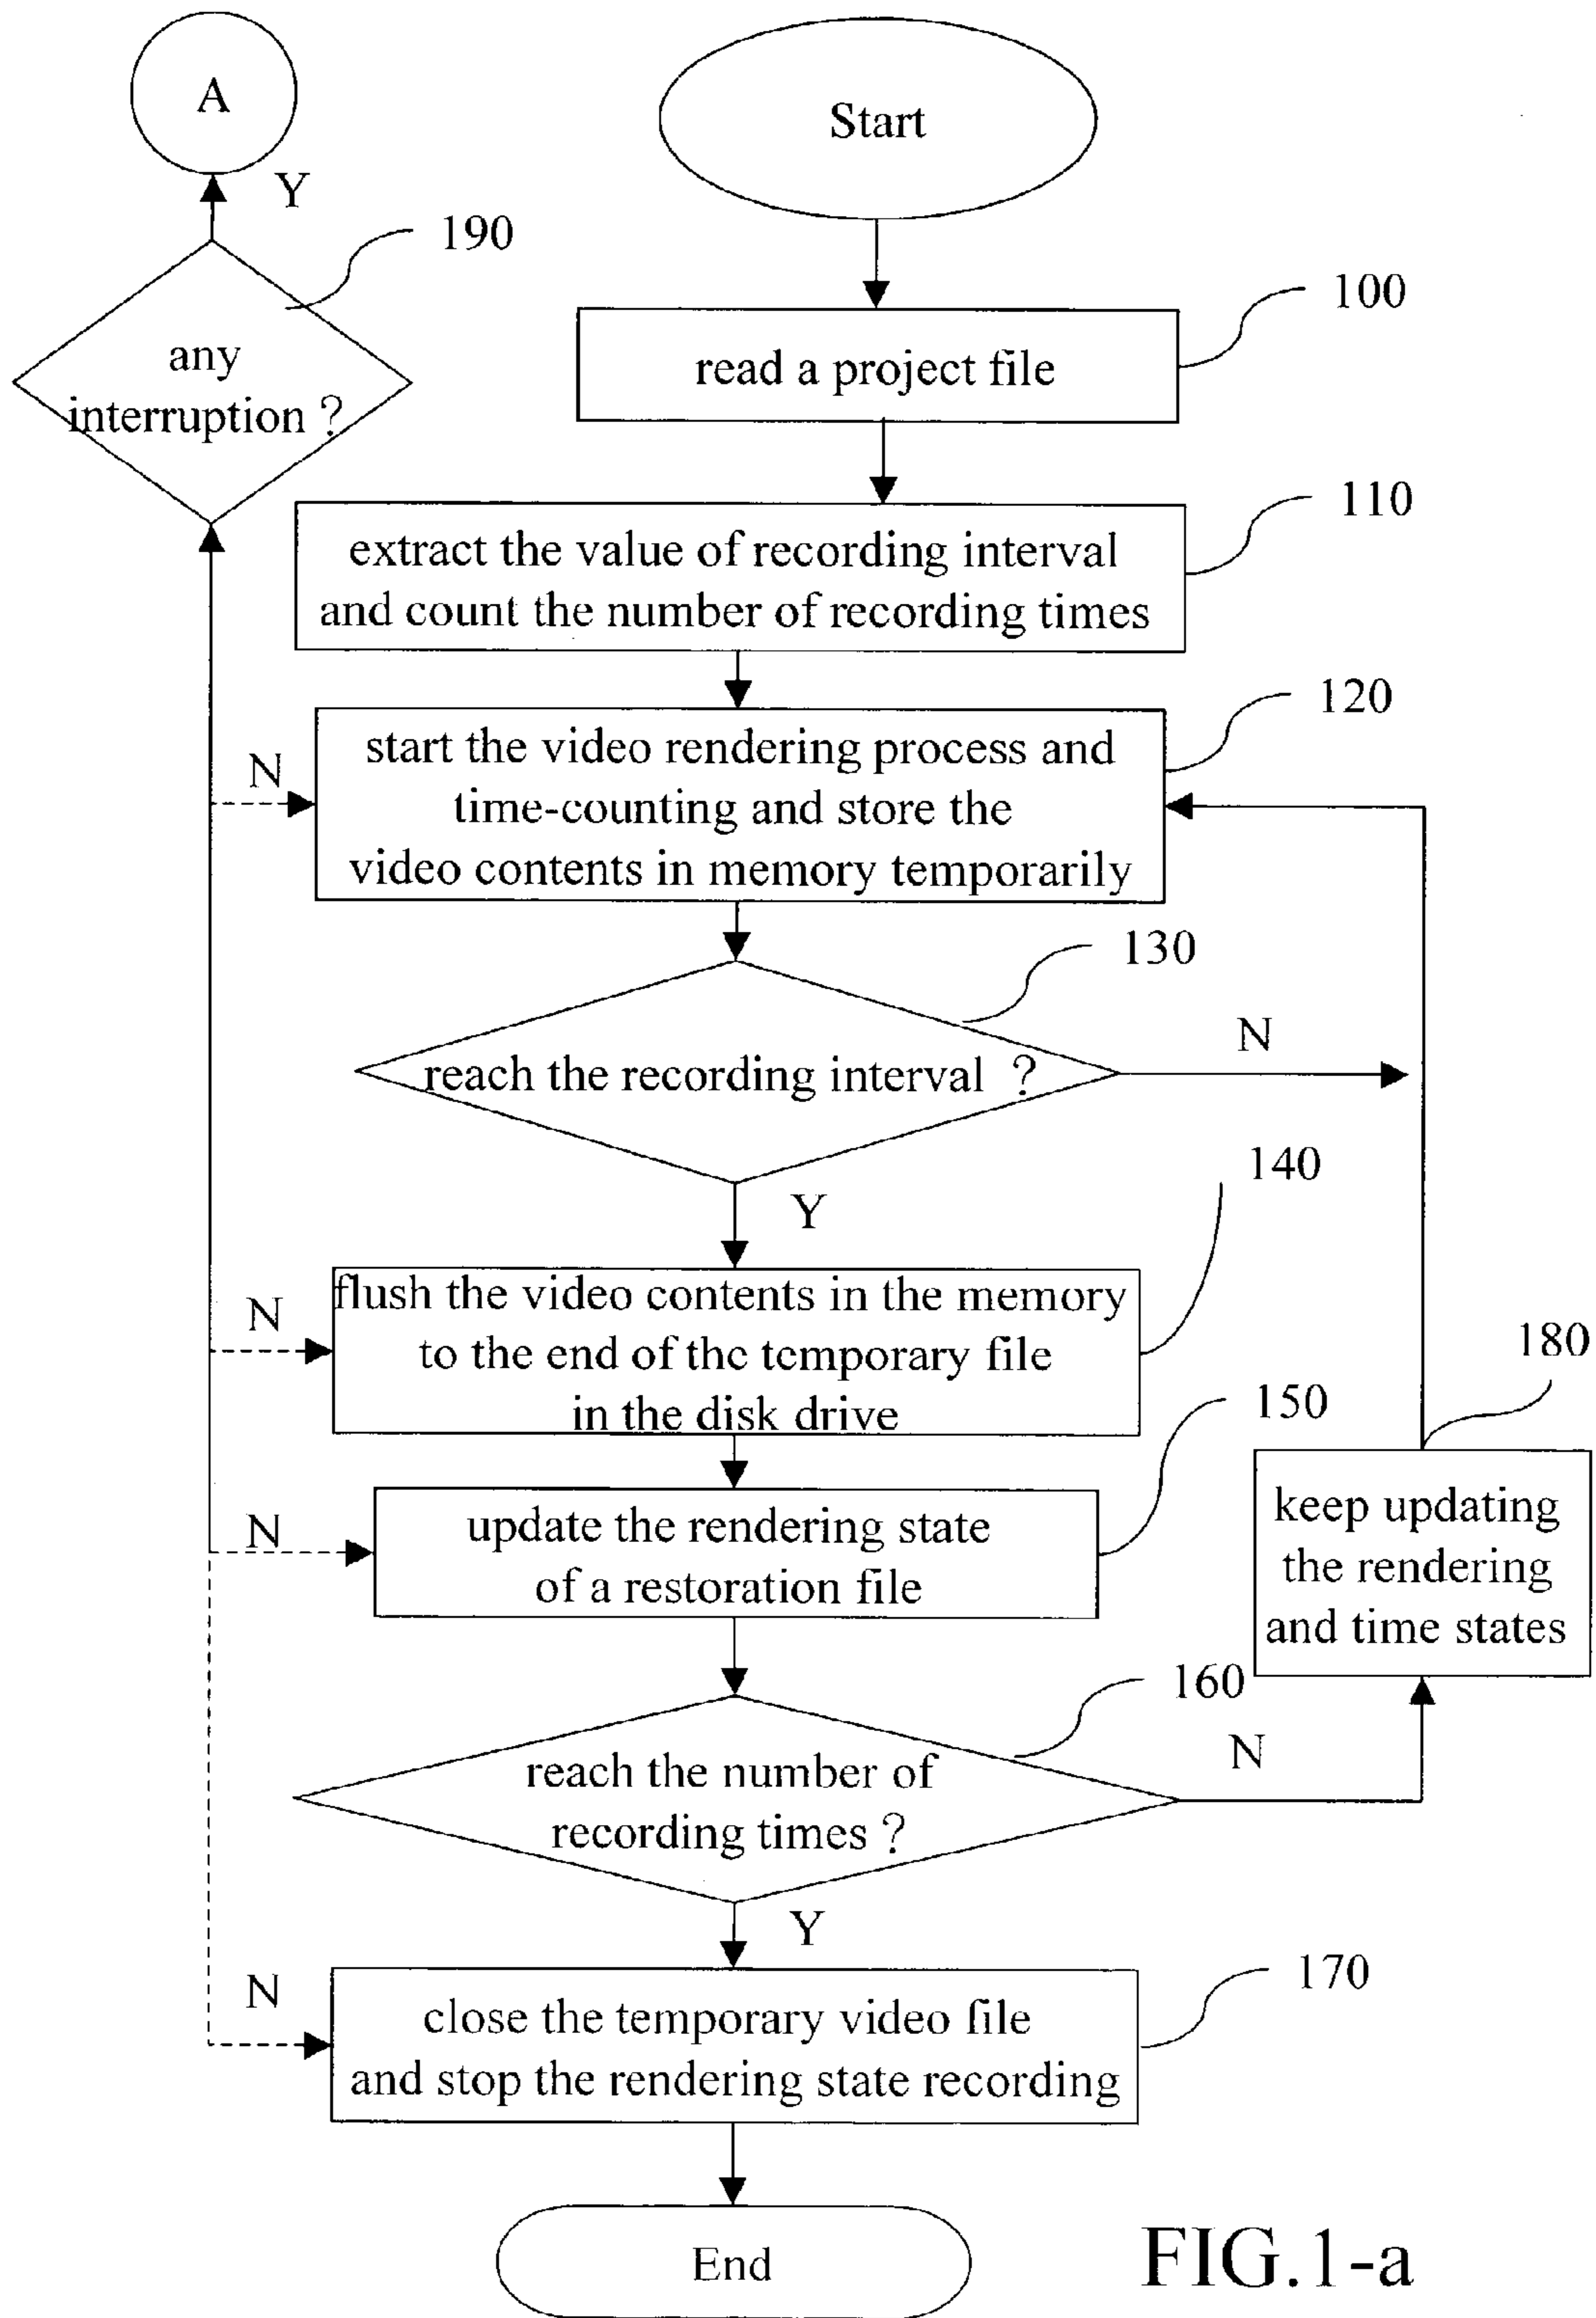 A
Start
Y
190
any
interruption ?
100
read a project file
110
extract the value of recording interval
and count the number of recording times
120
start the video rendering process and
time-counting and store the
video contents in memory temporarily
N
130
reach the recording interval ?
N
Y
140
flush the video contents in the memory
to the end of the temporary file
in the disk drive
N
150
update the rendering state
of a restoration file
N
180
keep updating
the rendering
and time states
160
reach the number of
recording times ?
N
Y
170
close the temporary video file
and stop the rendering state recording
N
End
FIG.1-a